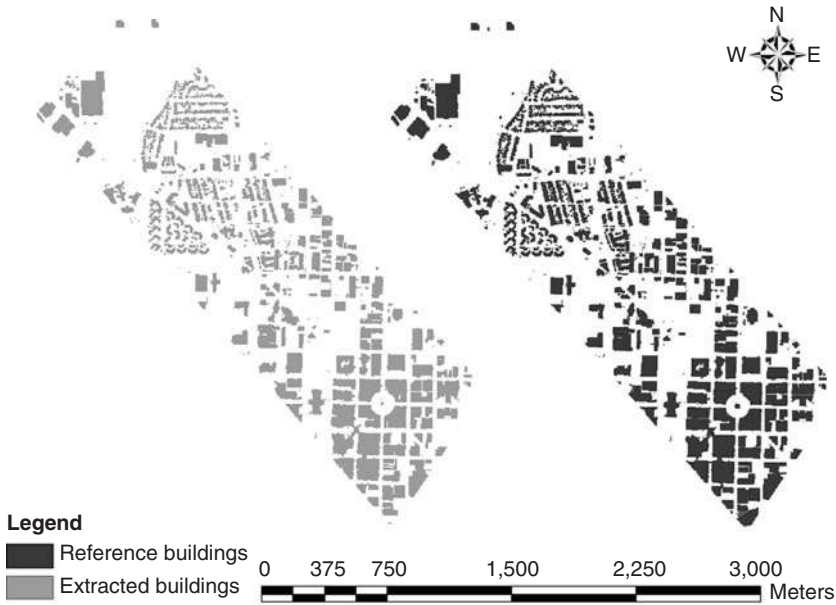 N
W E
S
Legend
Reference buildings
Extracted buildings
0 375 750 1,500 2,250 3,000
Meters